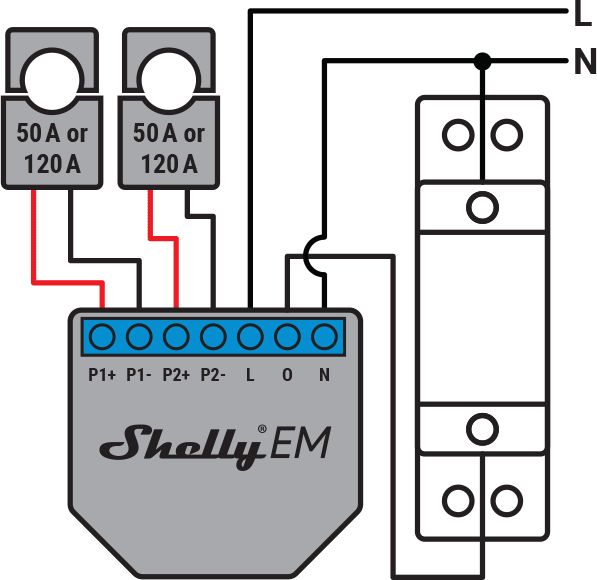 L
N
50 A or
120 A
50 A or
120 A
P1+ P1- P2+ P2- L O N
Shelly® EM